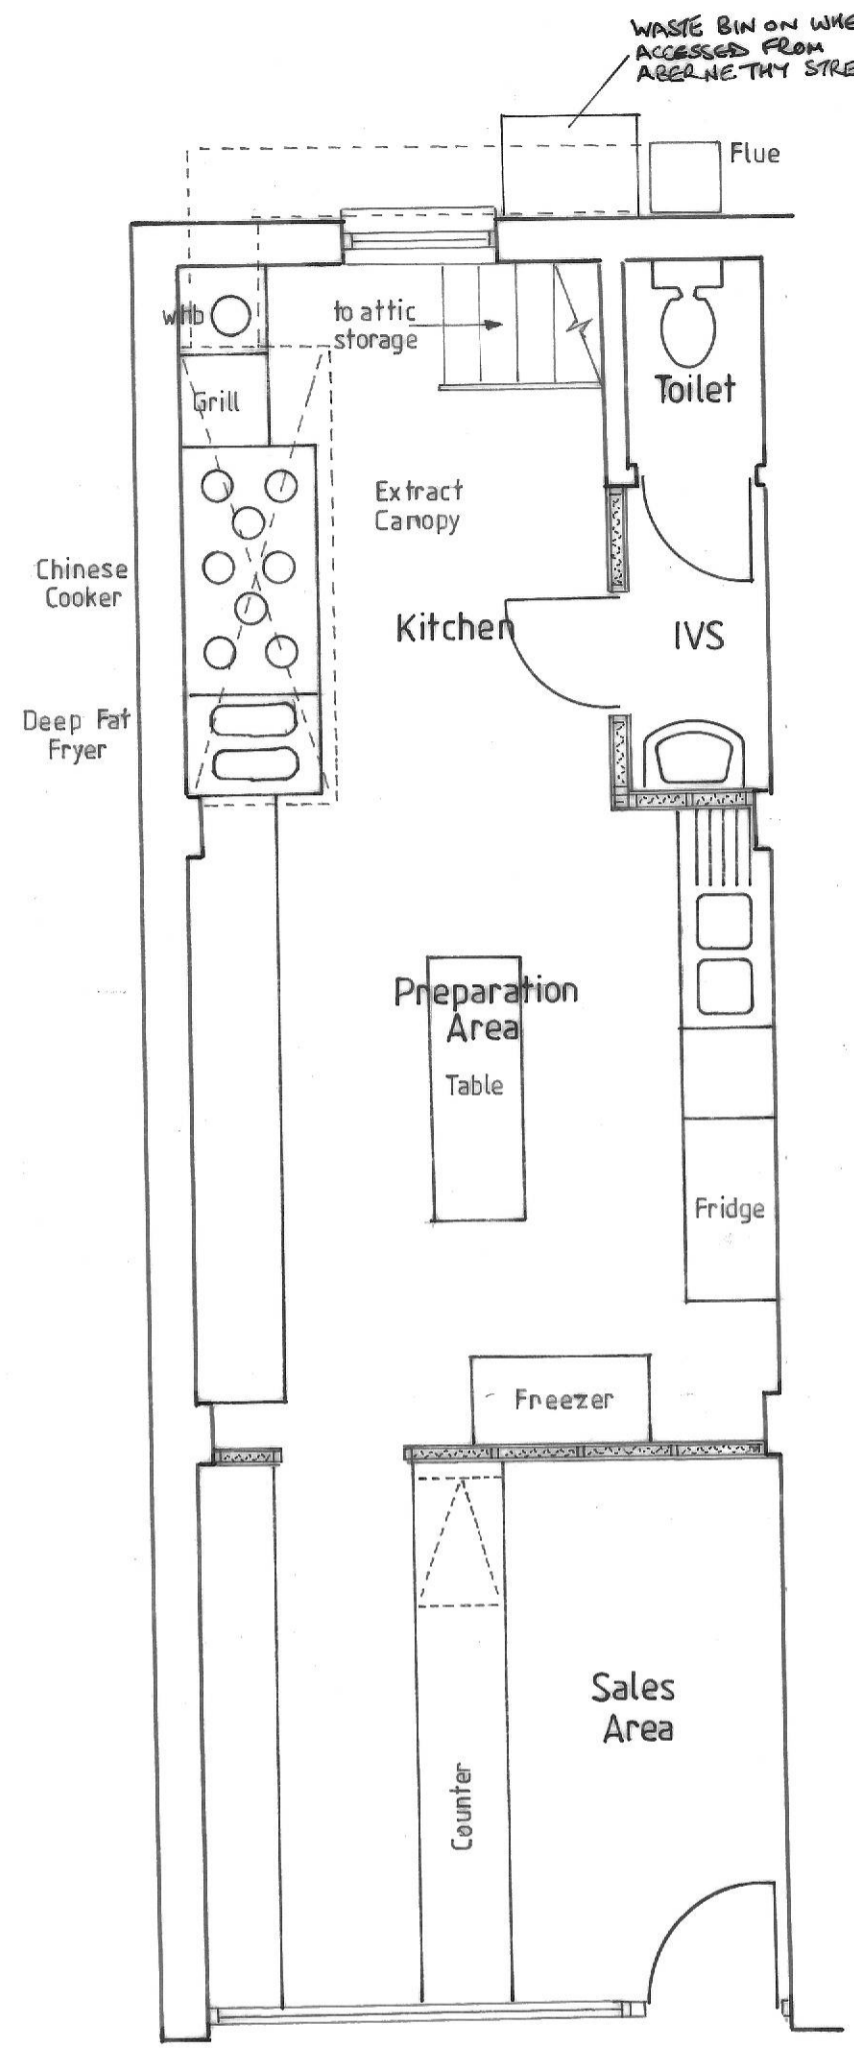 WASTE BIN ON WHE
ACCESSED FROM
ABERNETHY STRE
Flue
whb
to attic
storage
Grill
Toilet
Extract
Canopy
Chinese
Cooker
Kitchen
IVS
Deep Fat
Fryer
Preparation
Area
Table
Fridge
Freezer
Sales
Area
Counter